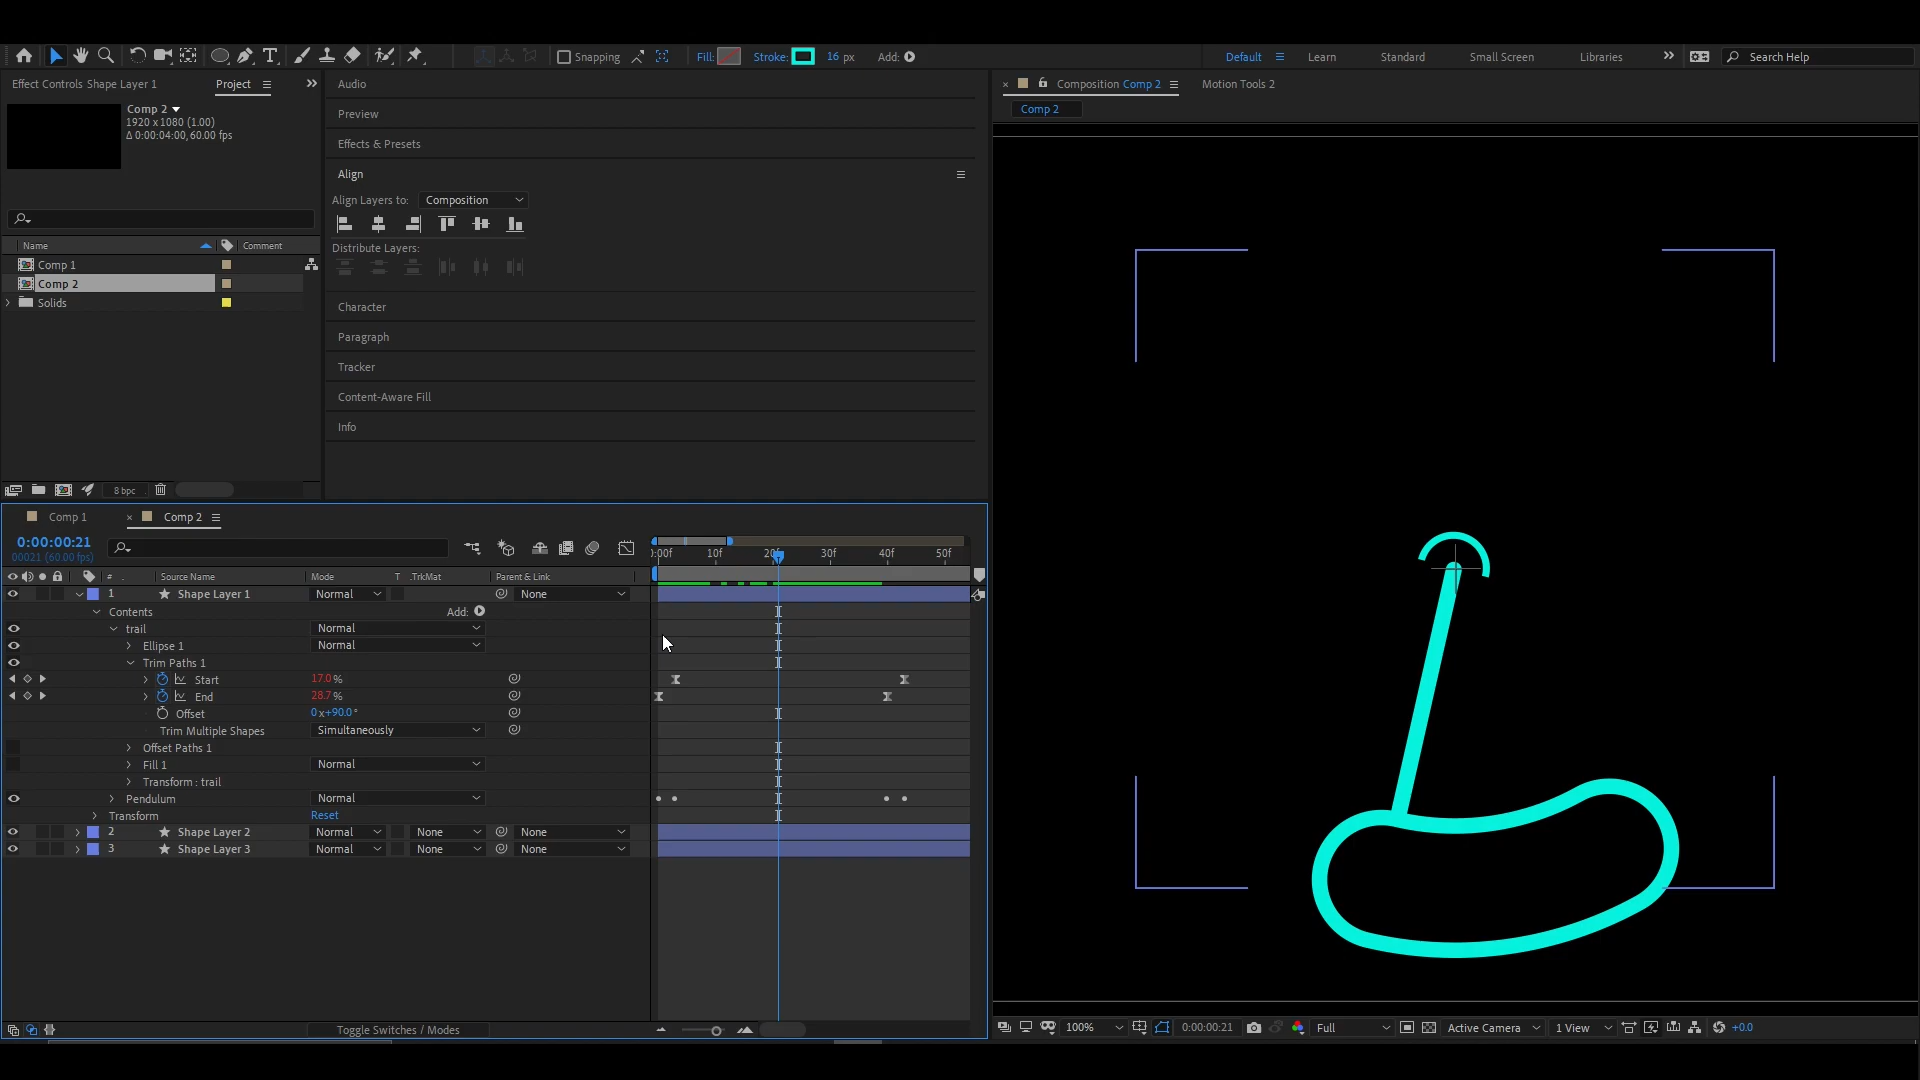 Snapping
Fill:
Stroke:
16 px
Add:
Default
Learn
Standard
Small Screen
Libraries
Search Help
Effect Controls Shape Layer 1
Project
Comp 2
1920 x 1080 (1.00)
Δ 0:00:04:00, 60.00 fps
Name
Comment
Comp 1
Comp 2
Solids
8 bpc
Audio
Preview
Effects & Presets
Align
Align Layers to:
Composition
Distribute Layers:
Character
Paragraph
Tracker
Content-Aware Fill
Info
Composition Comp 2
Motion Tools 2
Comp 2
Comp 1
Comp 2
0:00:00:21
00021 (60.00 fps)
:00f 10f 20f 30f 40f 50f
# . Source Name Mode T .TrkMat Parent & Link
1 Shape Layer 1 Normal None
Contents Add:
trail Normal
Ellipse 1 Normal
Trim Paths 1
Start 17.0 %
End 28.7 %
Offset 0 x+90.0 °
Trim Multiple Shapes Simultaneously
Offset Paths 1
Fill 1 Normal
Transform : trail
Pendulum Normal
Transform Reset
2 Shape Layer 2 Normal None None
3 Shape Layer 3 Normal None None
Toggle Switches / Modes
100%
0:00:00:21
Full
Active Camera
1 View
+0.0